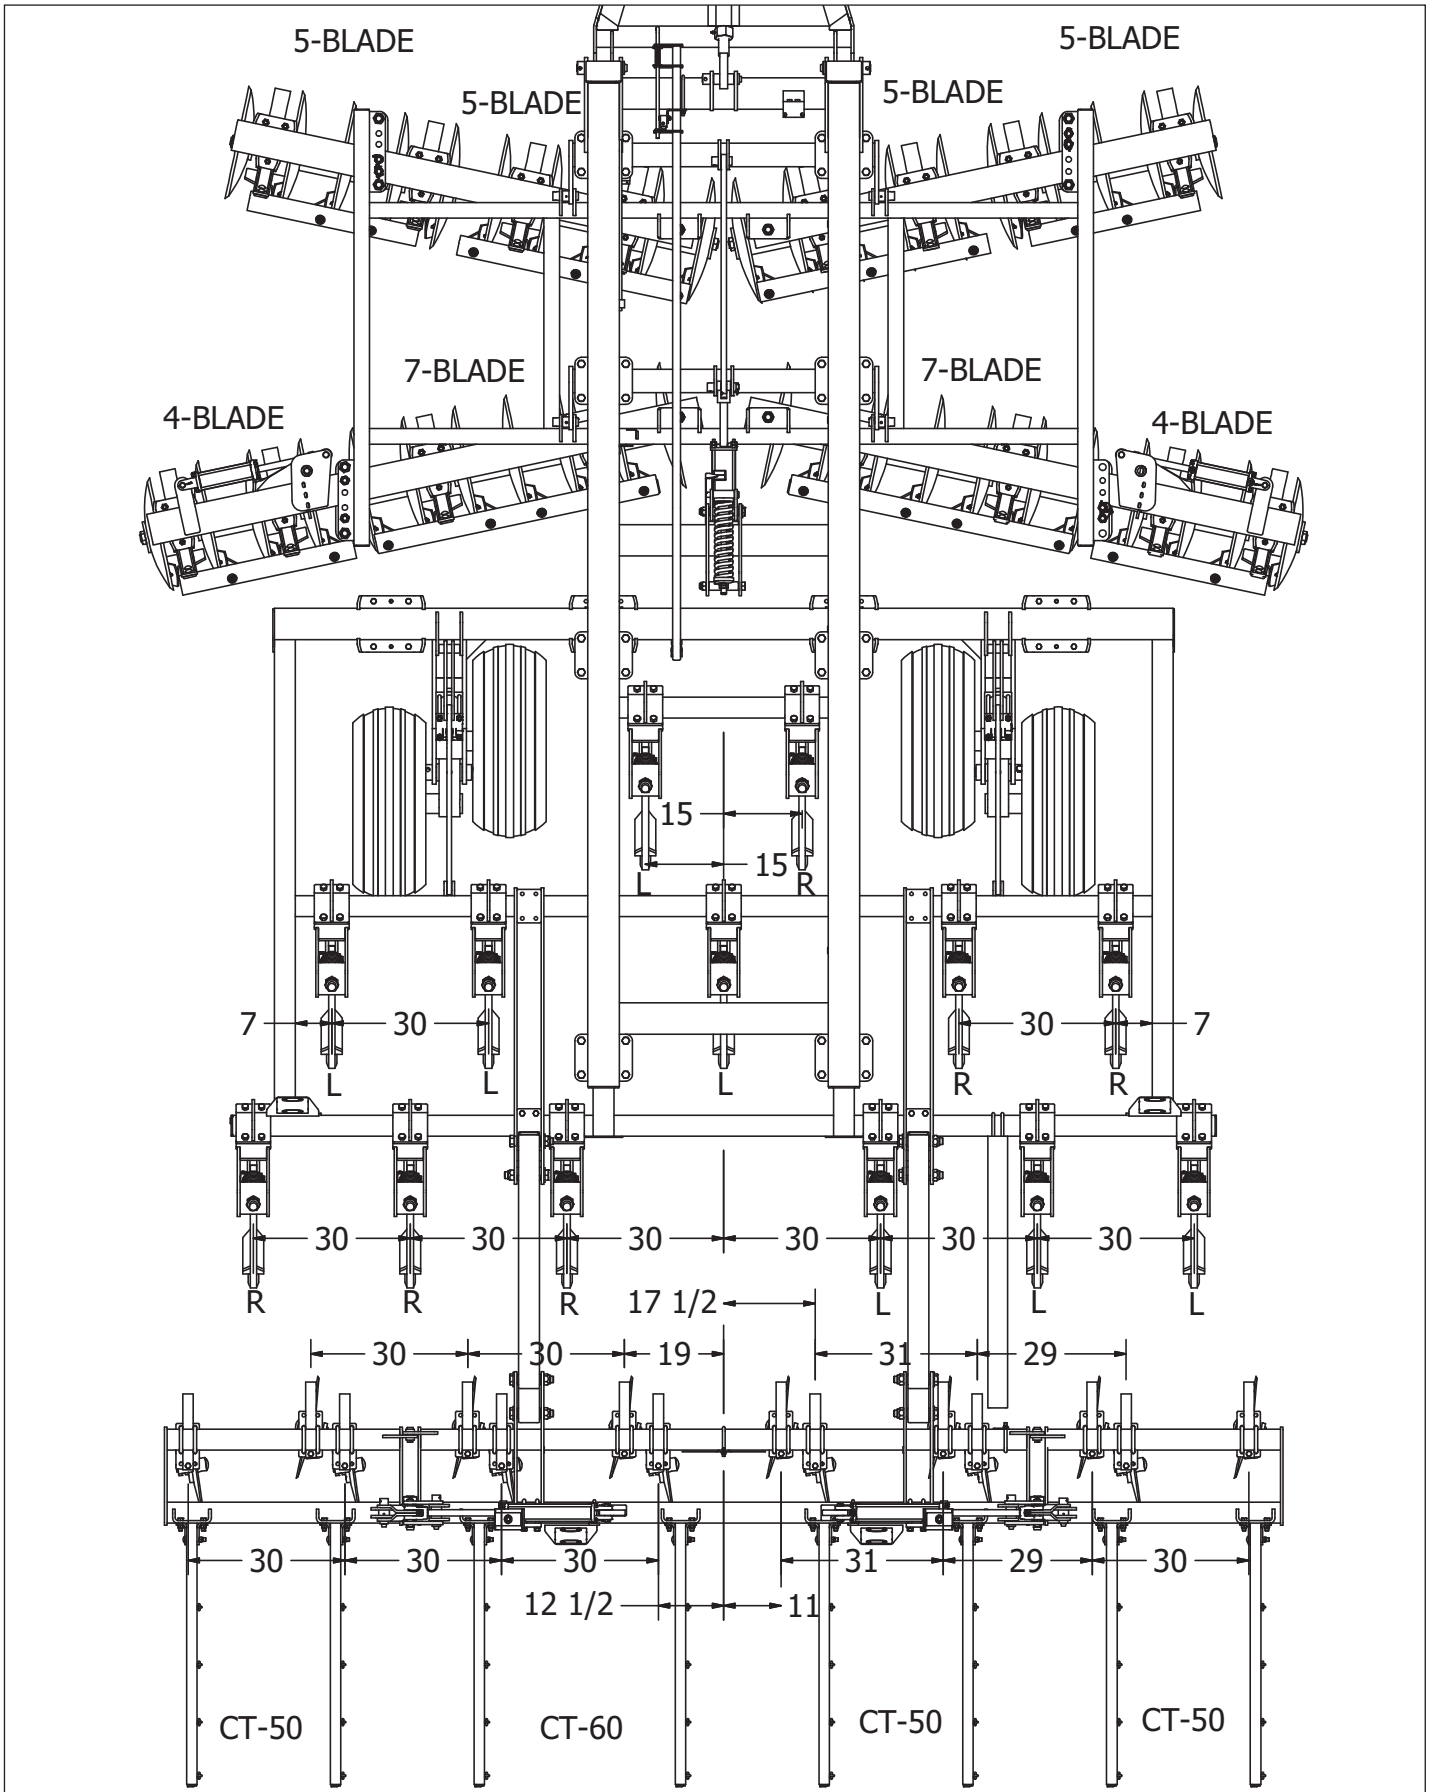 5-BLADE 5-BLADE
5-BLADE 5-BLADE
7-BLADE 7-BLADE
4-BLADE 4-BLADE
15
15
L R
7 30 30 7
L L L R R
30 30 30 30 30 30
R R R L L L
17 1/2
30 30 19 31 29
30 30 30 31 29 30
12 1/2 11
CT-50 CT-60 CT-50 CT-50